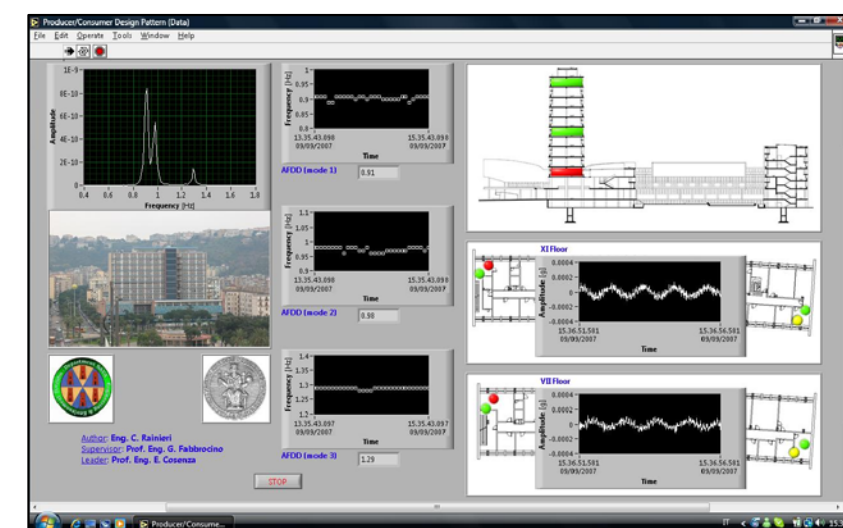 Producer/Consumer Design Pattern (Data)
File Edit Operate Tools Window Help
1E-9
8E-10
6E-10
4E-10
2E-10
0
Amplitude
0.4 0.6 0.8 1 1.2 1.4 1.6 1.8
Frequency [Hz]
1
0.95
0.9
0.85
0.8
Frequency [Hz]
13.35.43.098 15.35.43.098
09/09/2007 09/09/2007
Time
AFDD (mode 1) 0.91
1.1
1.05
1
0.95
0.9
Frequency [Hz]
13.35.43.098 15.35.43.098
09/09/2007 09/09/2007
Time
AFDD (mode 2) 0.98
1.4
1.35
1.3
1.25
1.2
Frequency [Hz]
13.35.43.097 15.35.43.097
09/09/2007 09/09/2007
Time
AFDD (mode 3) 1.29
XI Floor
0.0004
0.0002
0
-0.0002
-0.0004
Amplitude [g]
15.36.51.581 15.36.56.581
09/09/2007 09/09/2007
Time
VII Floor
0.0004
0.0002
0
-0.0002
-0.0004
Amplitude [g]
15.36.51.581 15.36.56.581
09/09/2007 09/09/2007
Time
Author: Eng. C. Rainieri
Supervisor: Prof. Eng. G. Fabbrocino
Leader: Prof. Eng. E. Cosenza
STOP
Producer/Consume...
IT